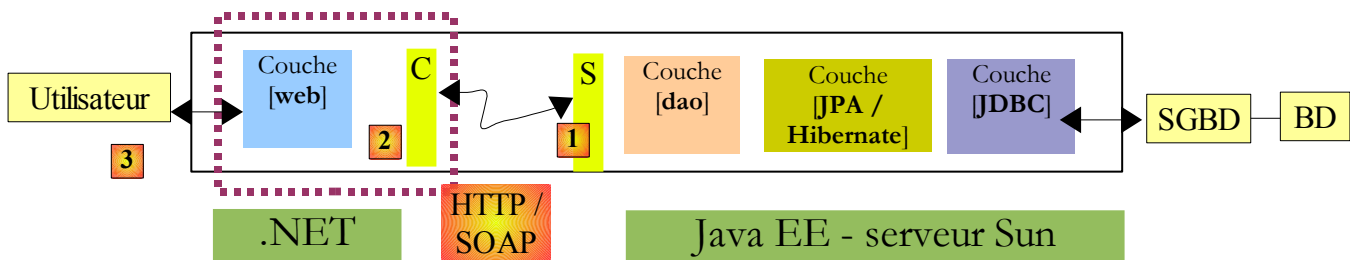 Utilisateur
3
Couche
[web]
2
C
HTTP /
SOAP
S
1
Couche
[dao]
Couche
[JPA /
Hibernate]
Couche
[JDBC]
SGBD
BD
.NET
Java EE - serveur Sun